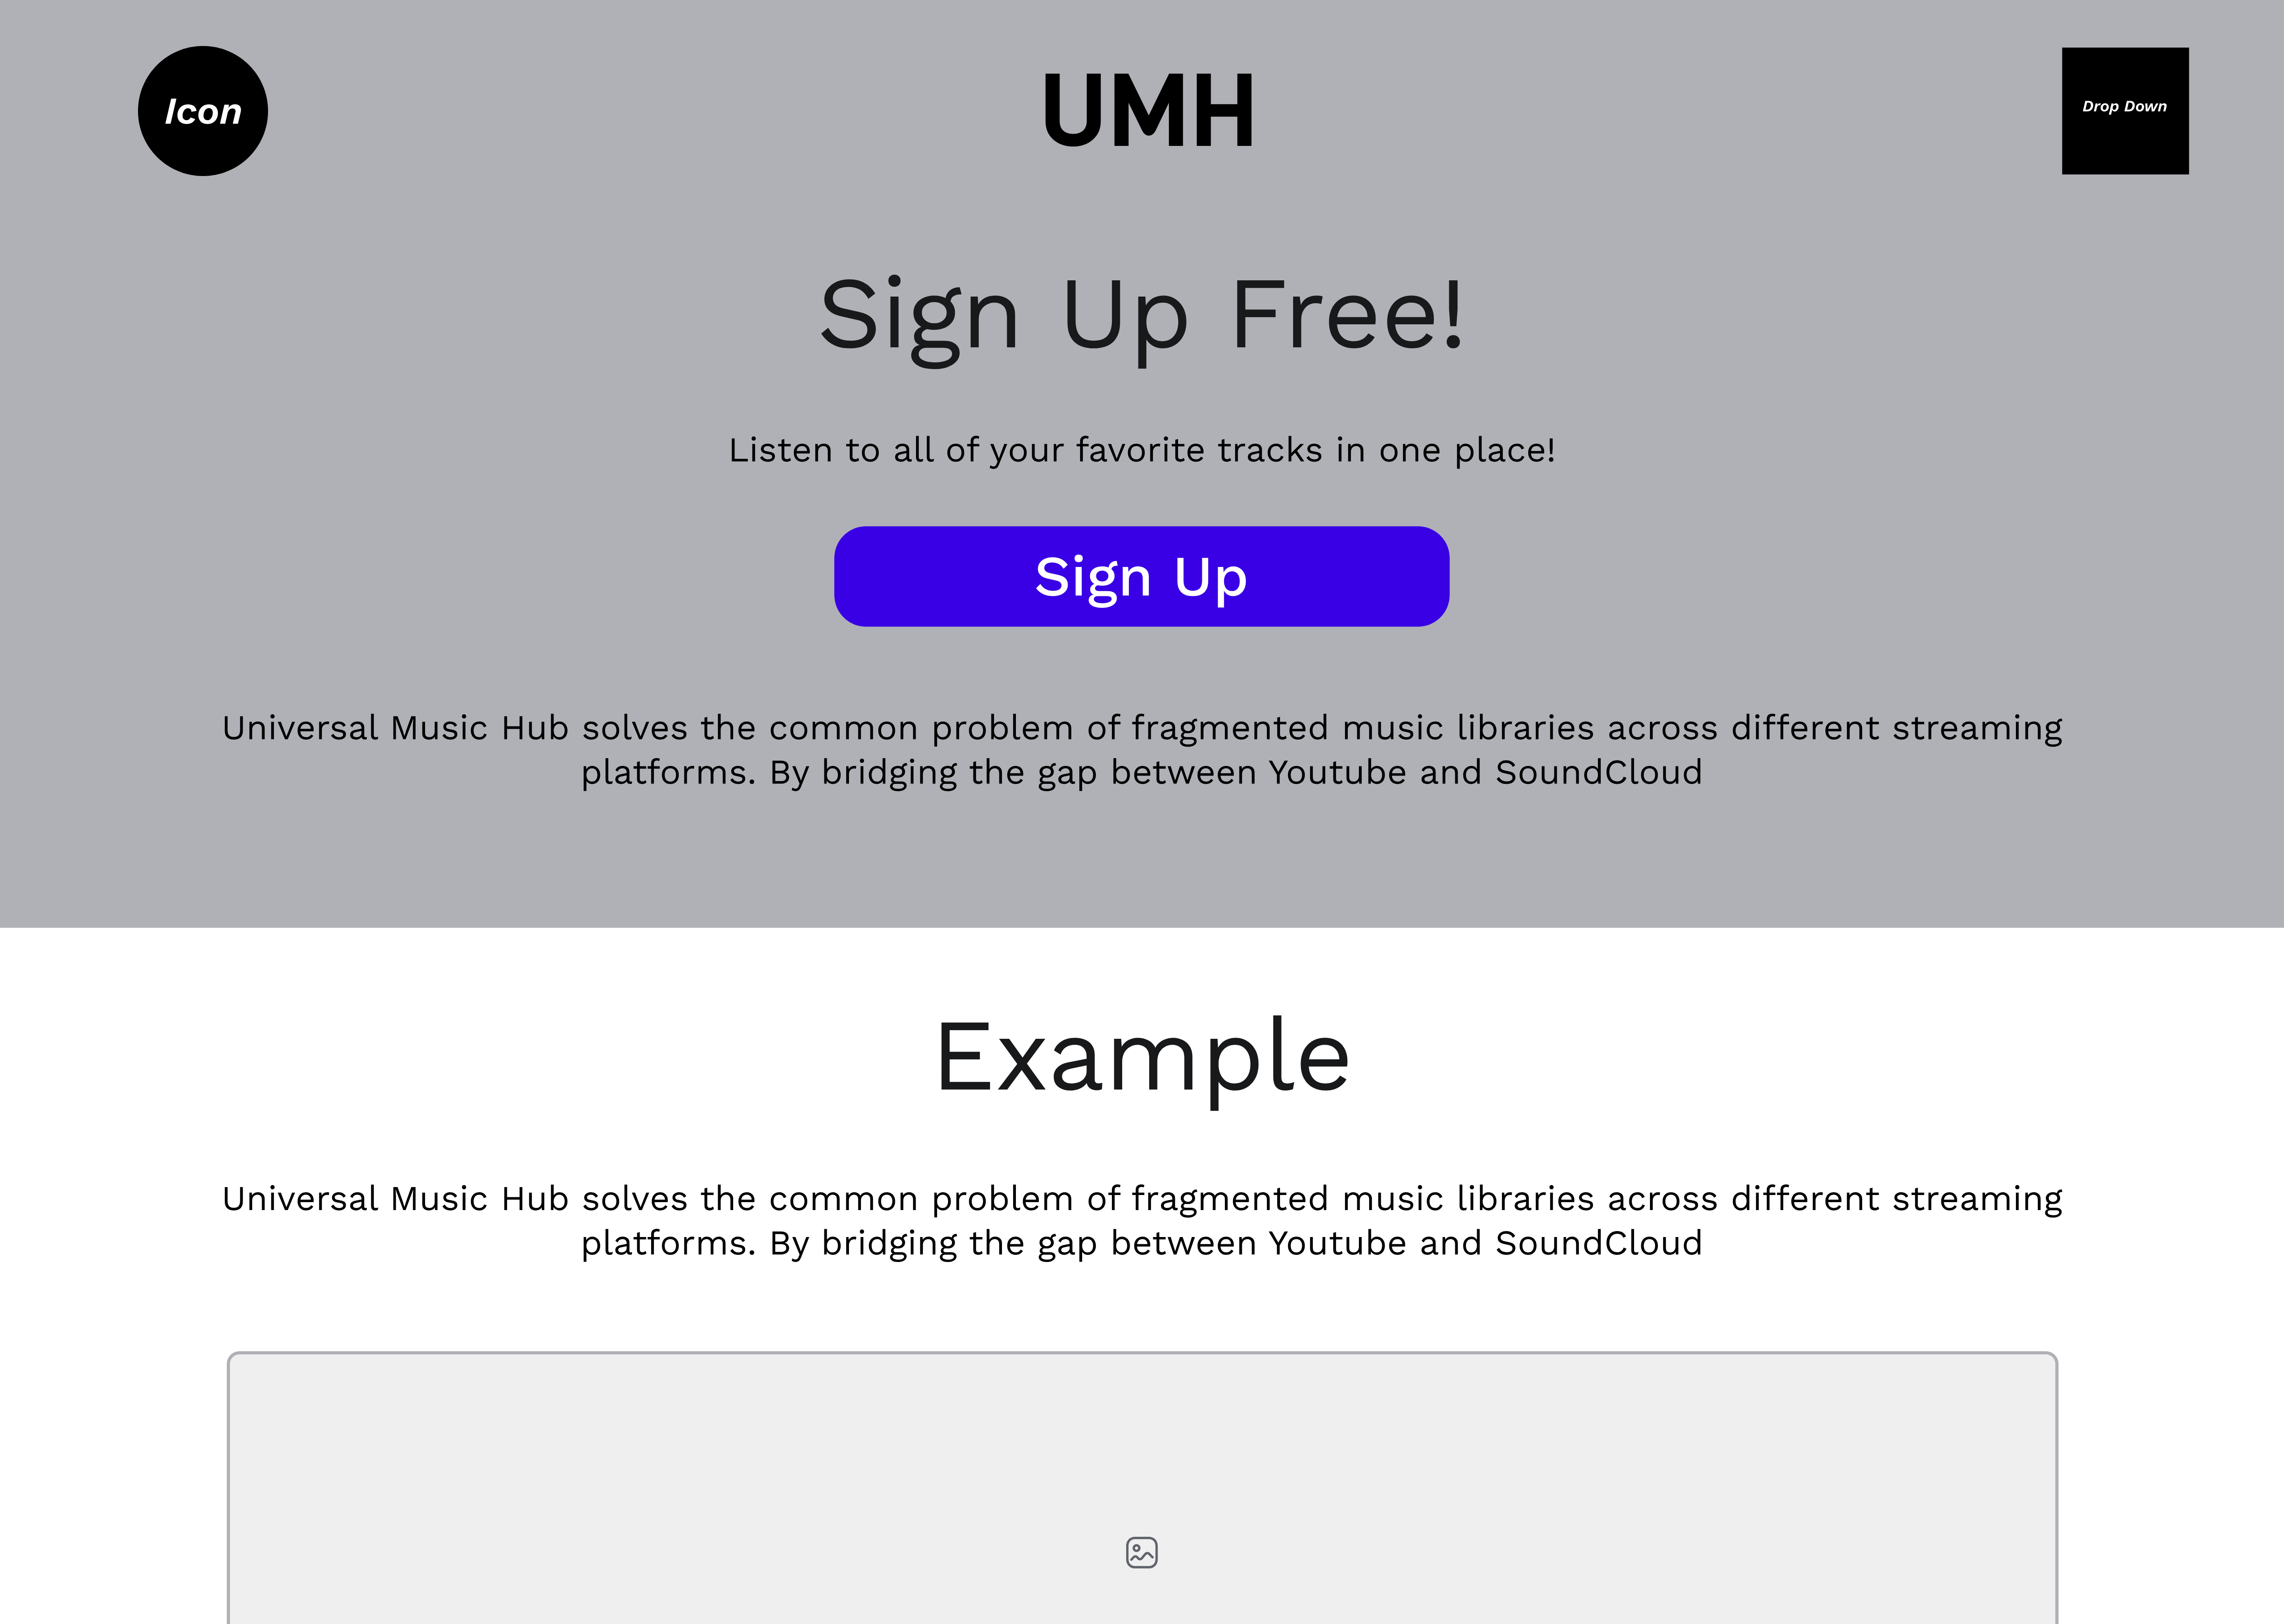 Icon
UMH
Drop Down
Sign Up Free!
Listen to all of your favorite tracks in one place!
Sign Up
Universal Music Hub solves the common problem of fragmented music libraries across different streaming
platforms. By bridging the gap between Youtube and SoundCloud
Example
Universal Music Hub solves the common problem of fragmented music libraries across different streaming
platforms. By bridging the gap between Youtube and SoundCloud